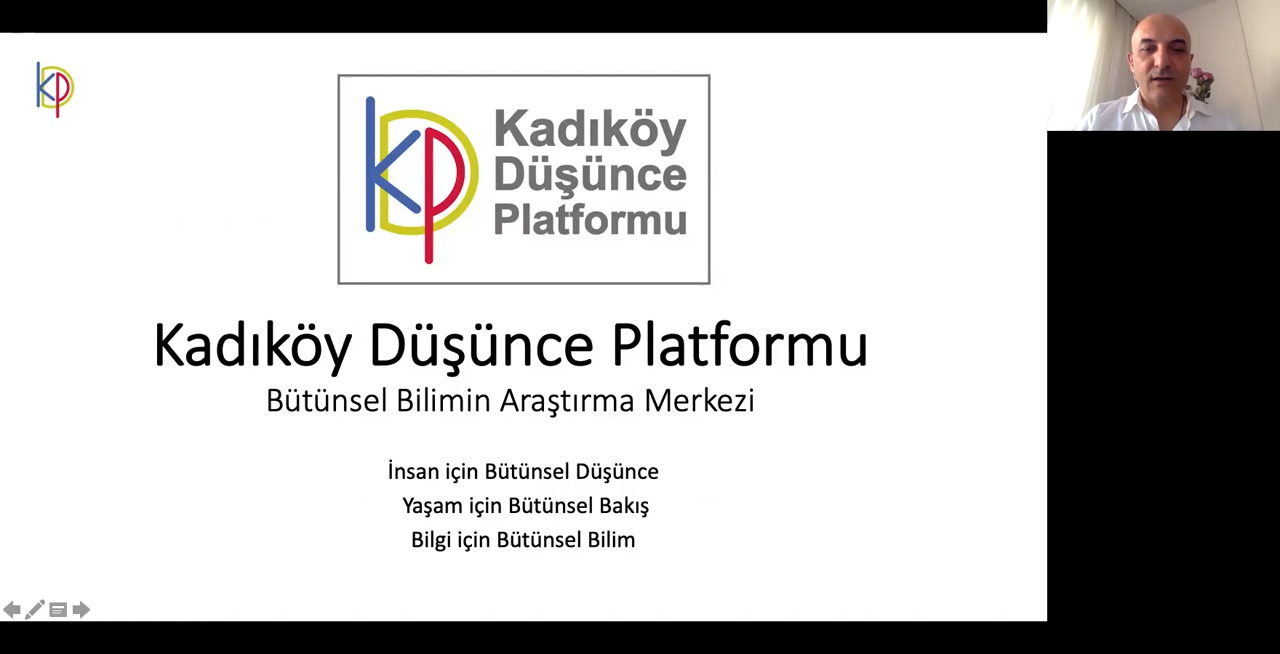 Kadıköy
Düşünce
Platformu
Kadıköy Düşünce Platformu
Bütünsel Bilimin Araştırma Merkezi
İnsan için Bütünsel Düşünce
Yaşam için Bütünsel Bakış
Bilgi için Bütünsel Bilim